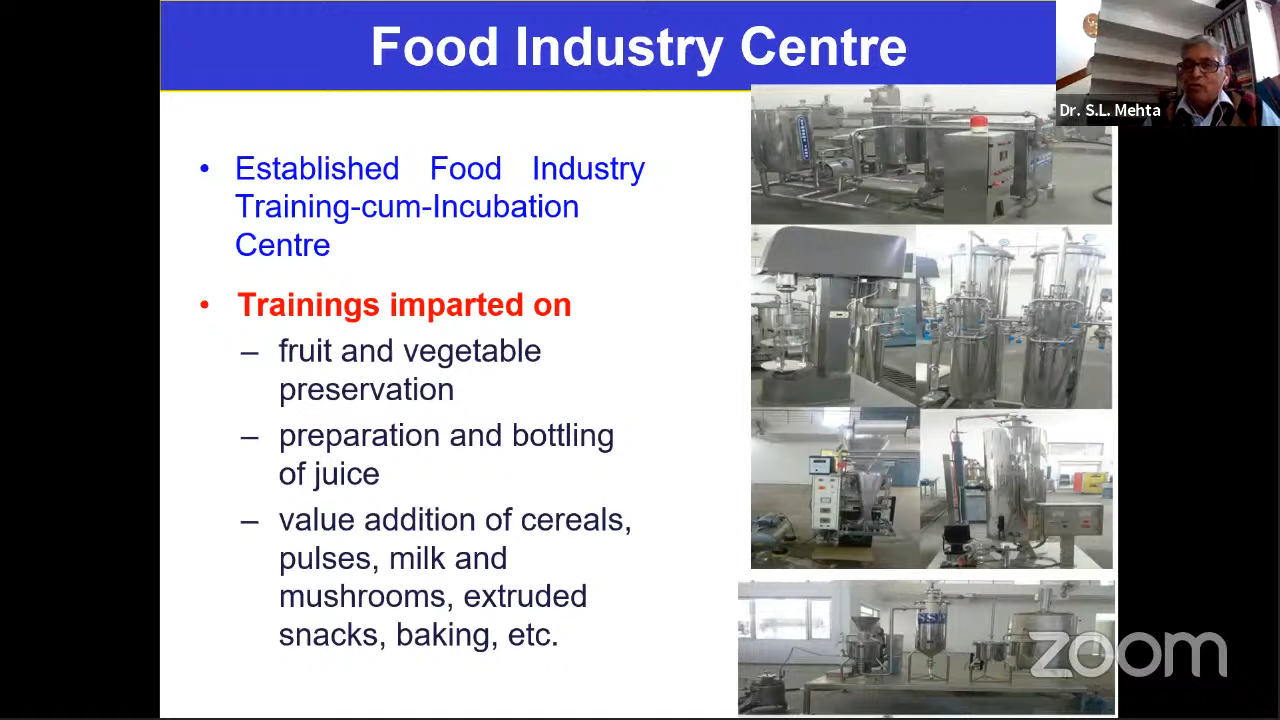 Food Industry Centre
Dr. S.L. Mehta
• Established Food Industry
Training-cum-Incubation
Centre
• Trainings imparted on
– fruit and vegetable
preservation
– preparation and bottling
of juice
– value addition of cereals,
pulses, milk and
mushrooms, extruded
snacks, baking, etc.
zoom